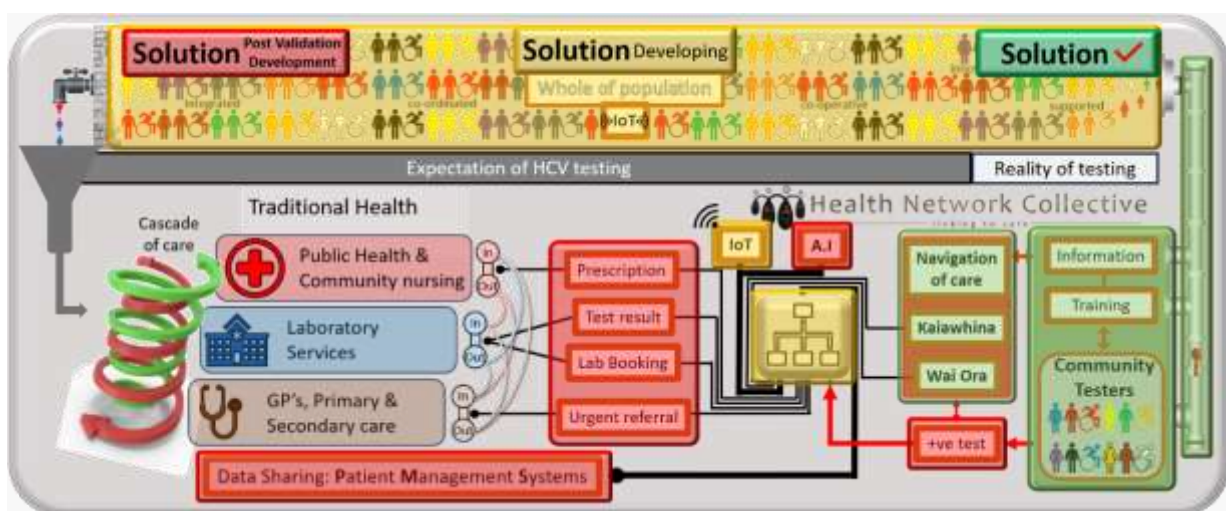 Solution Post Validation Development
Solution Developing
Solution
Whole of population
integrated
co-ordinated
co-operative
supported
IoT
Expectation of HCV testing
Reality of testing
Traditional Health
Health Network Collective
linking to care
Cascade
of care
Public Health &
Community nursing
In
Out
Laboratory
Services
In
Out
GP's, Primary &
Secondary care
In
Out
Prescription
Test result
Lab Booking
Urgent referral
IoT
A.I
Navigation
of care
Kaiawhina
Wai Ora
Information
Training
Community
Testers
+ve test
Data Sharing: Patient Management Systems